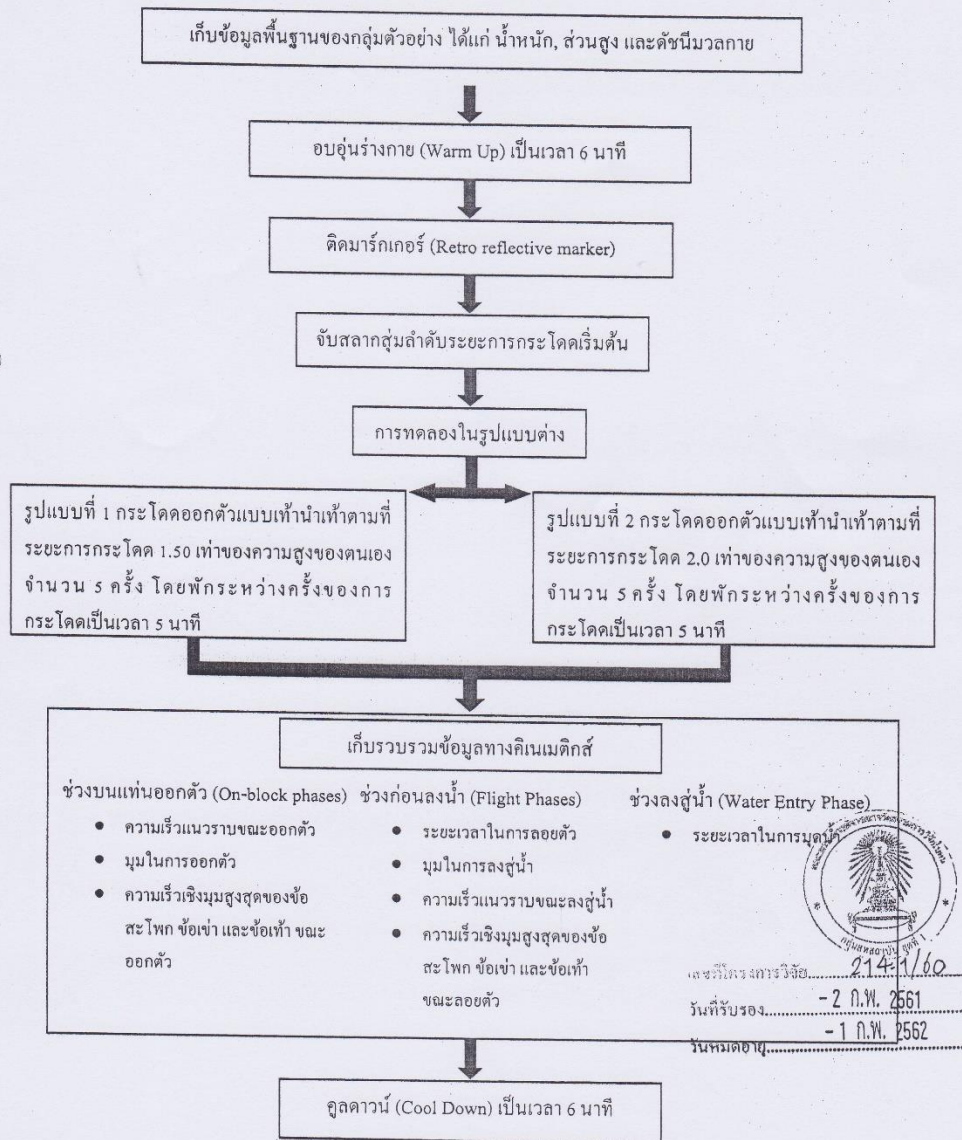 เก็บข้อมูลพื้นฐานของกลุ่มตัวอย่าง ได้แก่ น้ำหนัก, ส่วนสูง และดัชนีมวลกาย
อบอุ่นร่างกาย (Warm Up) เป็นเวลา 6 นาที
ติดมาร์กเกอร์ (Retro reflective marker)
จับสลากสุ่มลำดับระยะการกระโดดเริ่มต้น
การทดลองในรูปแบบต่าง
รูปแบบที่ 1 กระโดดออกตัวแบบเท้านำเท้าตามที่
ระยะการกระโดด 1.50 เท่าของความสูงของตนเอง
จำนวน 5 ครั้ง โดยพักระหว่างครั้งของการ
กระโดดเป็นเวลา 5 นาที
รูปแบบที่ 2 กระโดดออกตัวแบบเท้านำเท้าตามที่
ระยะการกระโดด 2.0 เท่าของความสูงของตนเอง
จำนวน 5 ครั้ง โดยพักระหว่างครั้งของการ
กระโดดเป็นเวลา 5 นาที
เก็บรวบรวมข้อมูลทางคิเนเมติกส์
ช่วงบนแท่นออกตัว (On-block phases)
• ความเร็วแนวราบขณะออกตัว
• มุมในการออกตัว
• ความเร็วเชิงมุมสูงสุดของข้อ
สะโพก ข้อเข่า และข้อเท้า ขณะ
ออกตัว
ช่วงก่อนลงน้ำ (Flight Phases)
• ระยะเวลาในการลอยตัว
• มุมในการลงสู่น้ำ
• ความเร็วแนวราบขณะลงสู่น้ำ
• ความเร็วเชิงมุมสูงสุดของข้อ
สะโพก ข้อเข่า และข้อเท้า
ขณะลอยตัว
ช่วงลงสู่น้ำ (Water Entry Phase)
• ระยะเวลาในการมุดน้ำ
เลขที่โครงการวิจัย 214.1/60
วันที่รับรอง - 2 ก.พ. 2561
วันหมดอายุ - 1 ก.พ. 2562
คูลดาวน์ (Cool Down) เป็นเวลา 6 นาที